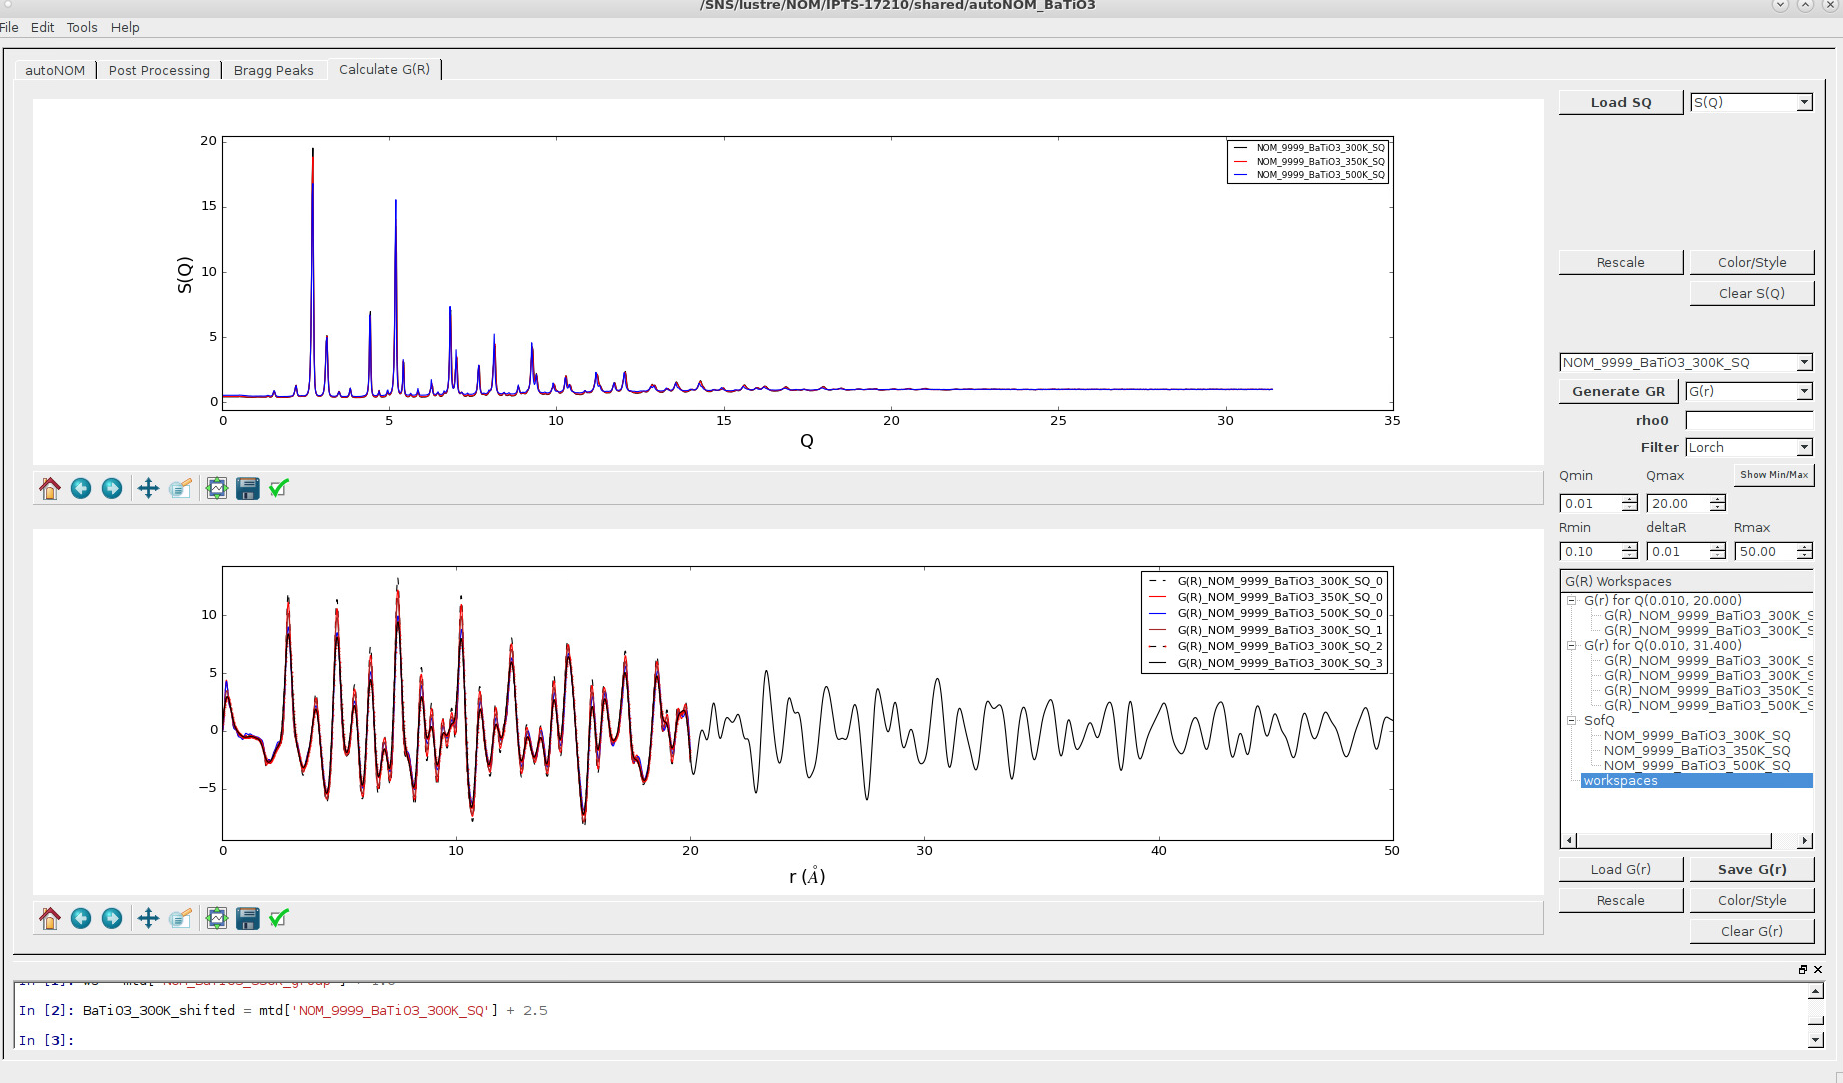 /SNS/lustre/NOM/IPTS-17210/shared/autoNOM_BaTiO3
File Edit Tools Help
autoNOM Post Processing Bragg Peaks Calculate G(R)
Load SQ S(Q)
20
15
10
5
0
S(Q)
0 5 10 15 20 25 30 35
Q
NOM_9999_BaTiO3_300K_SQ
NOM_9999_BaTiO3_350K_SQ
NOM_9999_BaTiO3_500K_SQ
Rescale Color/Style
Clear S(Q)
NOM_9999_BaTiO3_300K_SQ
Generate GR G(r)
rho0
Filter Lorch
Qmin Qmax Show Min/Max
0.01 20.00
Rmin deltaR Rmax
0.10 0.01 50.00
10
5
0
−5
0 10 20 30 40 50
r (Å)
G(R)_NOM_9999_BaTiO3_300K_SQ_0
G(R)_NOM_9999_BaTiO3_350K_SQ_0
G(R)_NOM_9999_BaTiO3_500K_SQ_0
G(R)_NOM_9999_BaTiO3_300K_SQ_1
G(R)_NOM_9999_BaTiO3_300K_SQ_2
G(R)_NOM_9999_BaTiO3_300K_SQ_3
G(R) Workspaces
G(r) for Q(0.010, 20.000)
G(R)_NOM_9999_BaTiO3_300K_S
G(R)_NOM_9999_BaTiO3_300K_S
G(r) for Q(0.010, 31.400)
G(R)_NOM_9999_BaTiO3_300K_S
G(R)_NOM_9999_BaTiO3_300K_S
G(R)_NOM_9999_BaTiO3_350K_S
G(R)_NOM_9999_BaTiO3_500K_S
SofQ
NOM_9999_BaTiO3_300K_SQ
NOM_9999_BaTiO3_350K_SQ
NOM_9999_BaTiO3_500K_SQ
workspaces
Load G(r) Save G(r)
Rescale Color/Style
Clear G(r)
In [2]: BaTiO3_300K_shifted = mtd['NOM_9999_BaTiO3_300K_SQ'] + 2.5
In [3]: